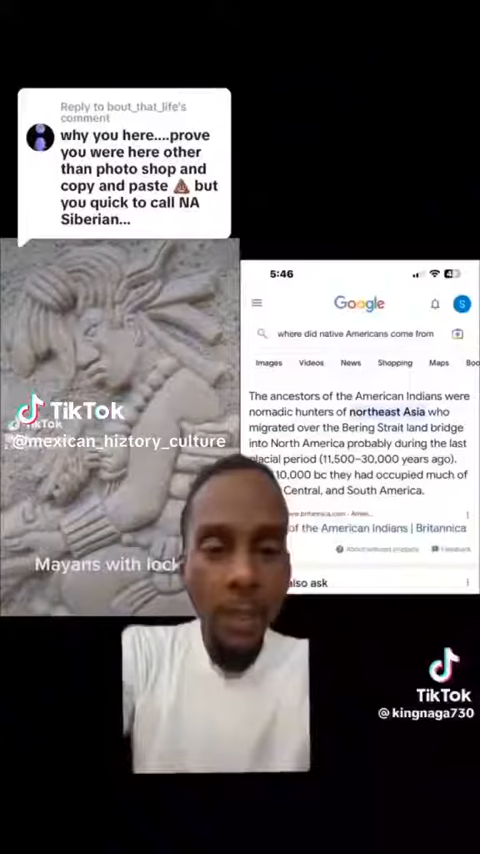 Reply to bout_that_life's
comment
why you here....prove
you were here other
than photo shop and
copy and paste 💩 but
you quick to call NA
Siberian...
5:46
Google
S
where did native Americans come from
Images Videos News Shopping Maps
The ancestors of the American Indians were
nomadic hunters of northeast Asia who
migrated over the Bering Strait land bridge
into North America probably during the last
glacial period (11,500–30,000 years ago).
10,000 bc they had occupied much of
Central, and South America.
of the American Indians | Britannica
About featured snippets Feedback
also ask
TikTok
TikTok
@mexican_hiztory_culture
Mayans with lock
TikTok
@kingnaga730